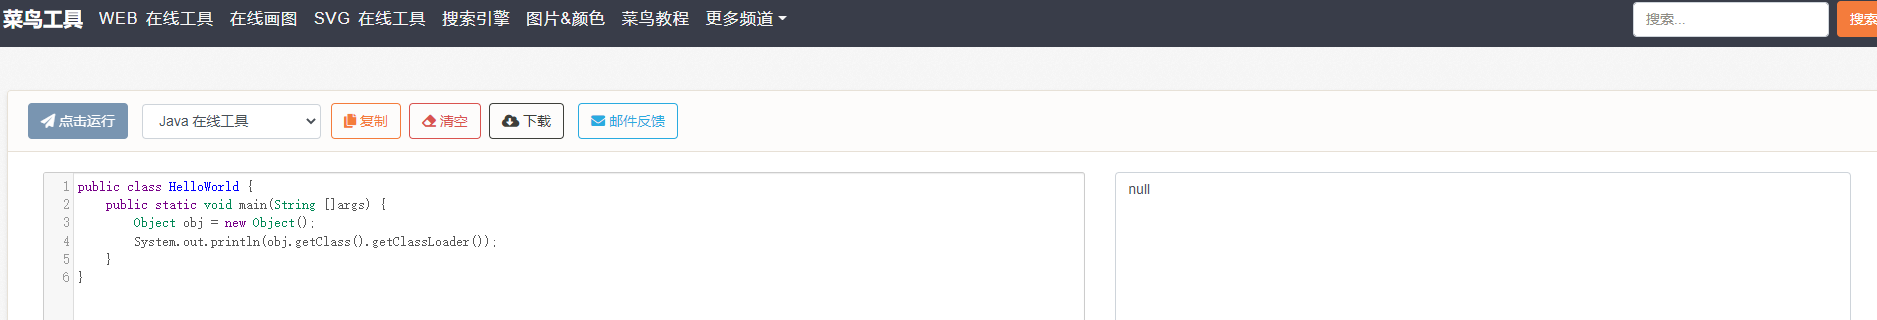 菜鸟工具 WEB 在线工具 在线画图 SVG 在线工具 搜索引擎 图片&颜色 菜鸟教程 更多频道 搜索... 搜索
点击运行 Java 在线工具 复制 清空 下载 邮件反馈
1 public class HelloWorld {
2     public static void main(String []args) {
3         Object obj = new Object();
4         System.out.println(obj.getClass().getClassLoader());
5     }
6 }
null